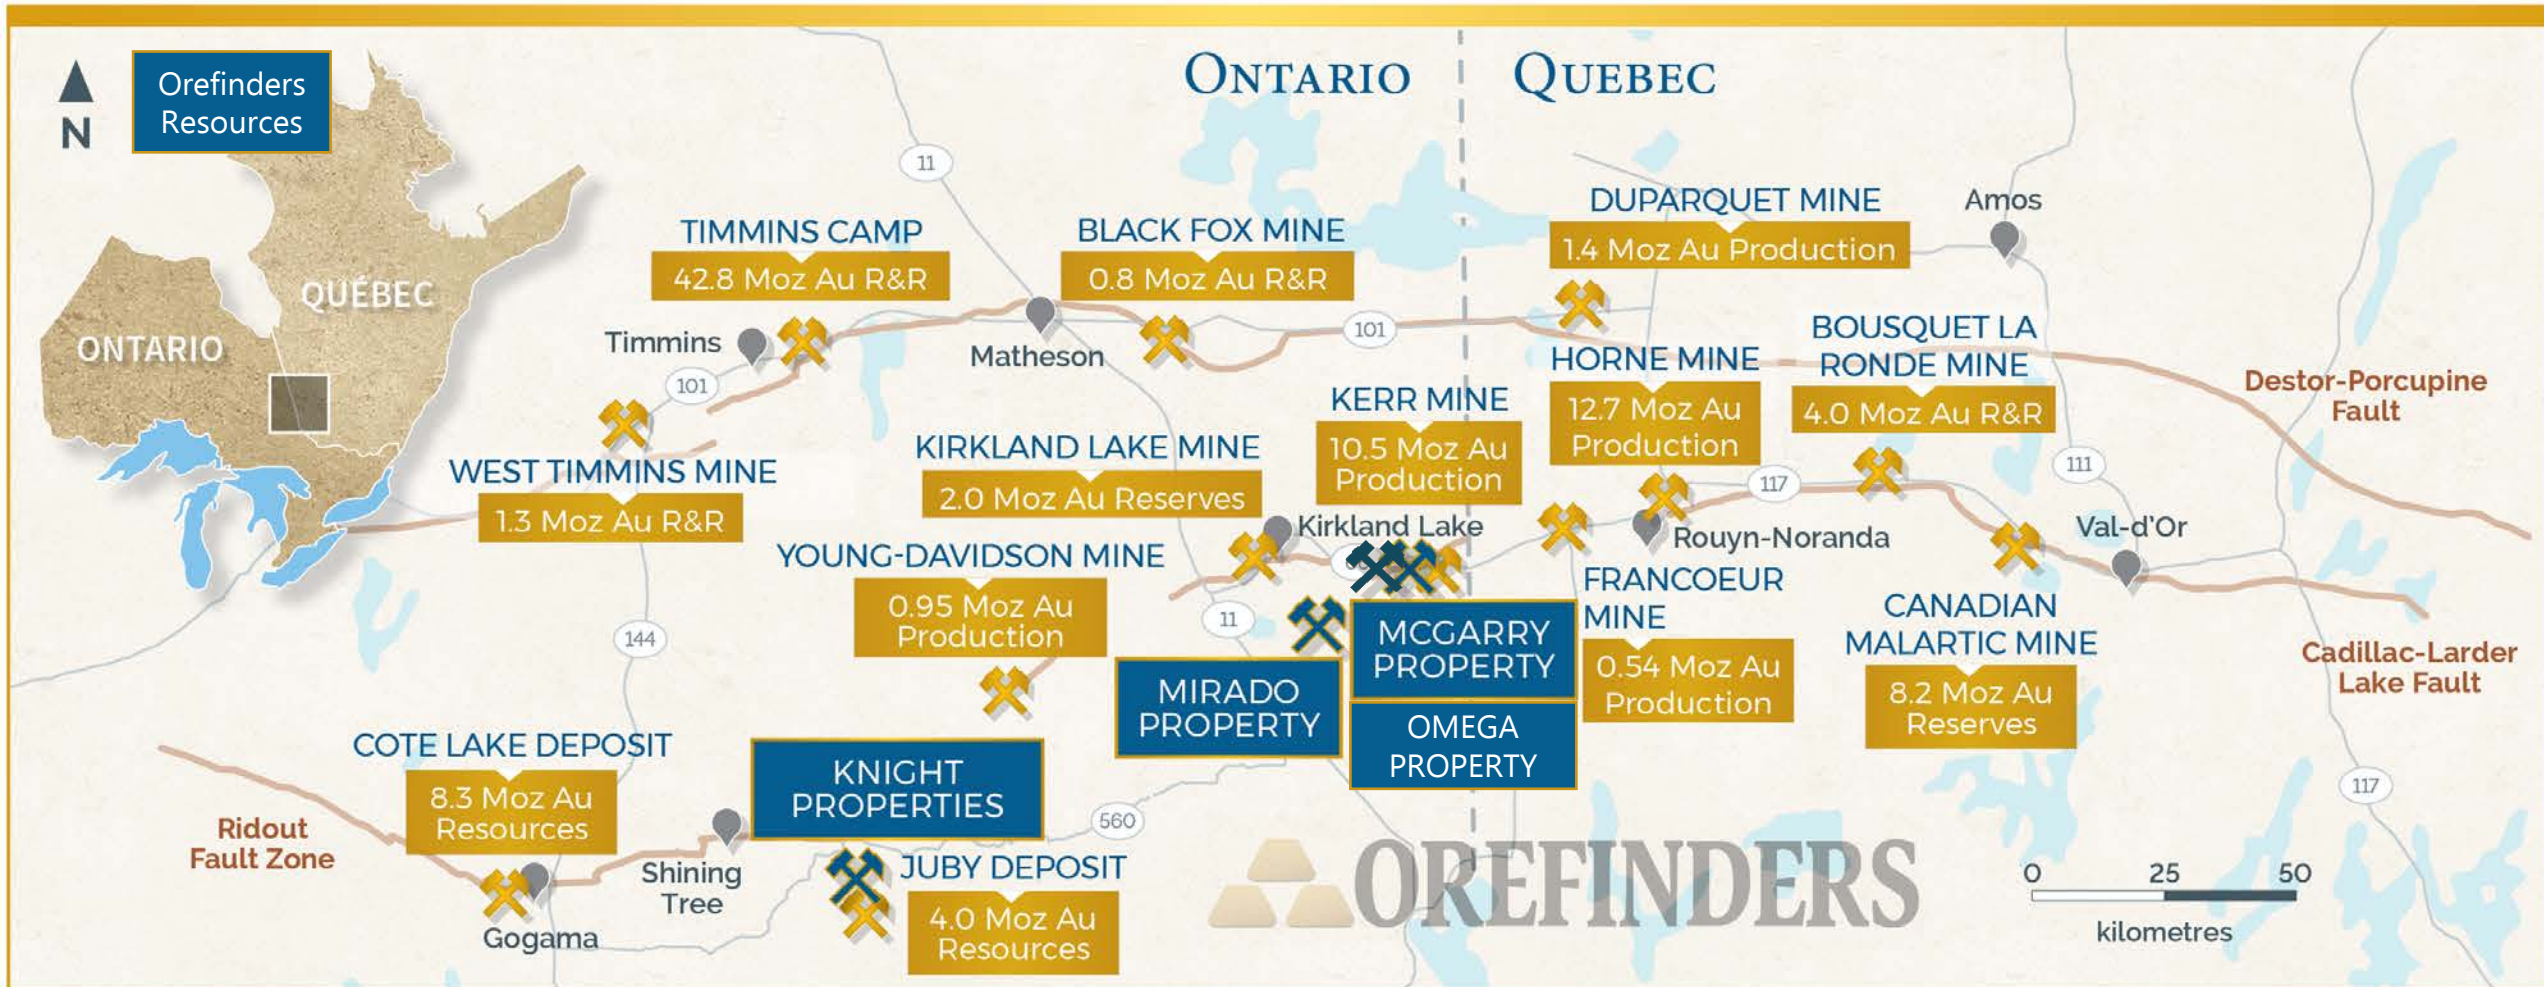 Orefinders
Resources
N
ONTARIO
QUEBEC
QUÉBEC
ONTARIO
11
DUPARQUET MINE
1.4 Moz Au Production
Amos
TIMMINS CAMP
42.8 Moz Au R&R
BLACK FOX MINE
0.8 Moz Au R&R
Timmins
101
Matheson
101
HORNE MINE
12.7 Moz Au
Production
BOUSQUET LA
RONDE MINE
4.0 Moz Au R&R
Destor-Porcupine
Fault
KERR MINE
10.5 Moz Au
Production
KIRKLAND LAKE MINE
2.0 Moz Au Reserves
WEST TIMMINS MINE
1.3 Moz Au R&R
111
117
Kirkland Lake
Rouyn-Noranda
Val-d'Or
YOUNG-DAVIDSON MINE
0.95 Moz Au
Production
11
144
FRANCOEUR
MINE
0.54 Moz Au
Production
CANADIAN
MALARTIC MINE
8.2 Moz Au
Reserves
Cadillac-Larder
Lake Fault
MCGARRY
PROPERTY
MIRADO
PROPERTY
OMEGA
PROPERTY
COTE LAKE DEPOSIT
8.3 Moz Au
Resources
KNIGHT
PROPERTIES
560
117
Ridout
Fault Zone
Shining
Tree
JUBY DEPOSIT
4.0 Moz Au
Resources
Gogama
OREFINDERS
0 25 50
kilometres